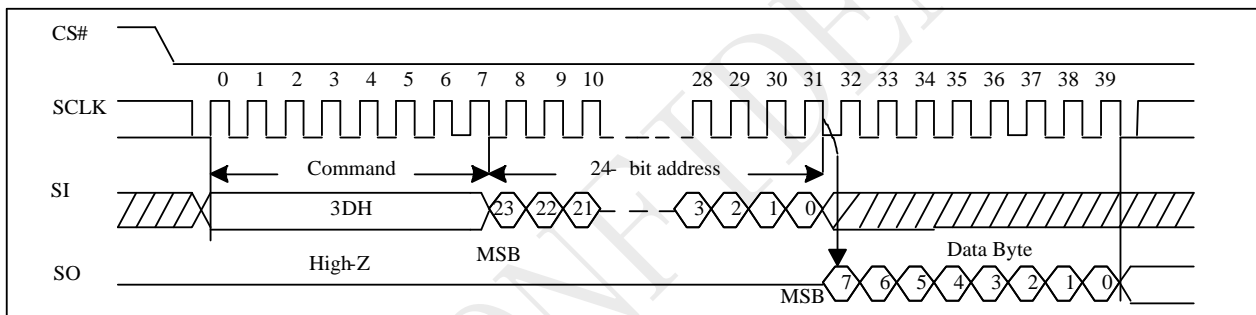 CS#
0 1 2 3 4 5 6 7 8 9 10 28 29 30 31 32 33 34 35 36 37 38 39
SCLK
Command 24- bit address
SI
3DH 23 22 21 3 2 1 0
High-Z MSB Data Byte
SO
MSB 7 6 5 4 3 2 1 0